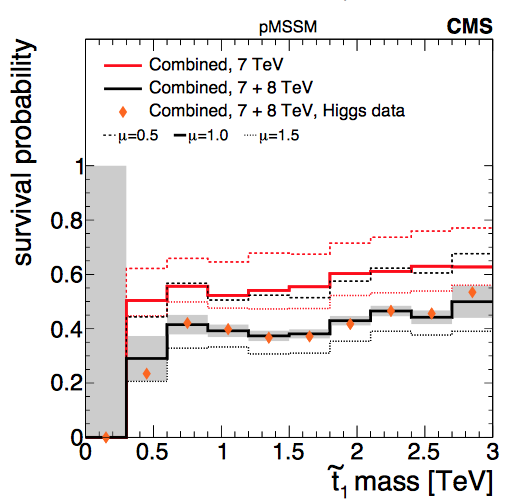 pMSSM CMS
Combined, 7 TeV
Combined, 7 + 8 TeV
Combined, 7 + 8 TeV, Higgs data
μ=0.5 μ=1.0 μ=1.5
survival probability
1
0.8
0.6
0.4
0.2
0
0 0.5 1 1.5 2 2.5 3
t̃₁ mass [TeV]